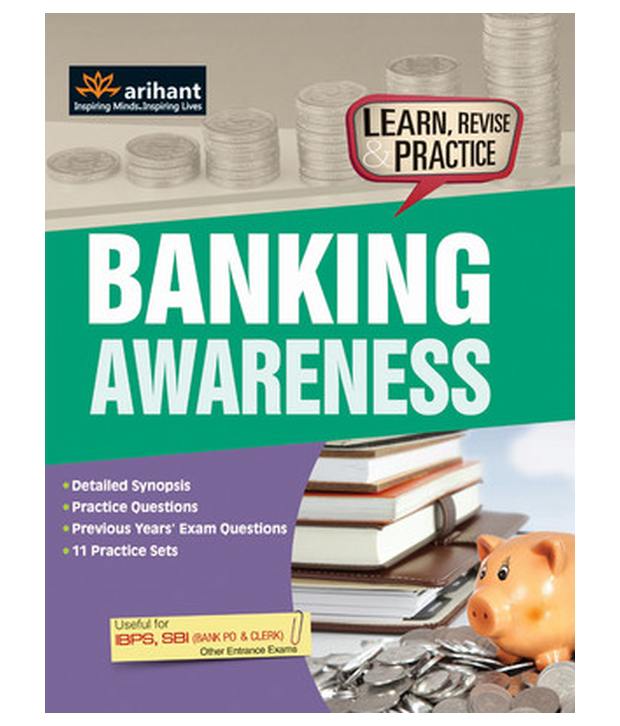 arihant
Inspiring Minds..Inspiring Lives
LEARN, REVISE
& PRACTICE
BANKING
AWARENESS
• Detailed Synopsis
• Practice Questions
• Previous Years' Exam Questions
• 11 Practice Sets
Useful for
IBPS, SBI (BANK PO & CLERK)
Other Entrance Exams